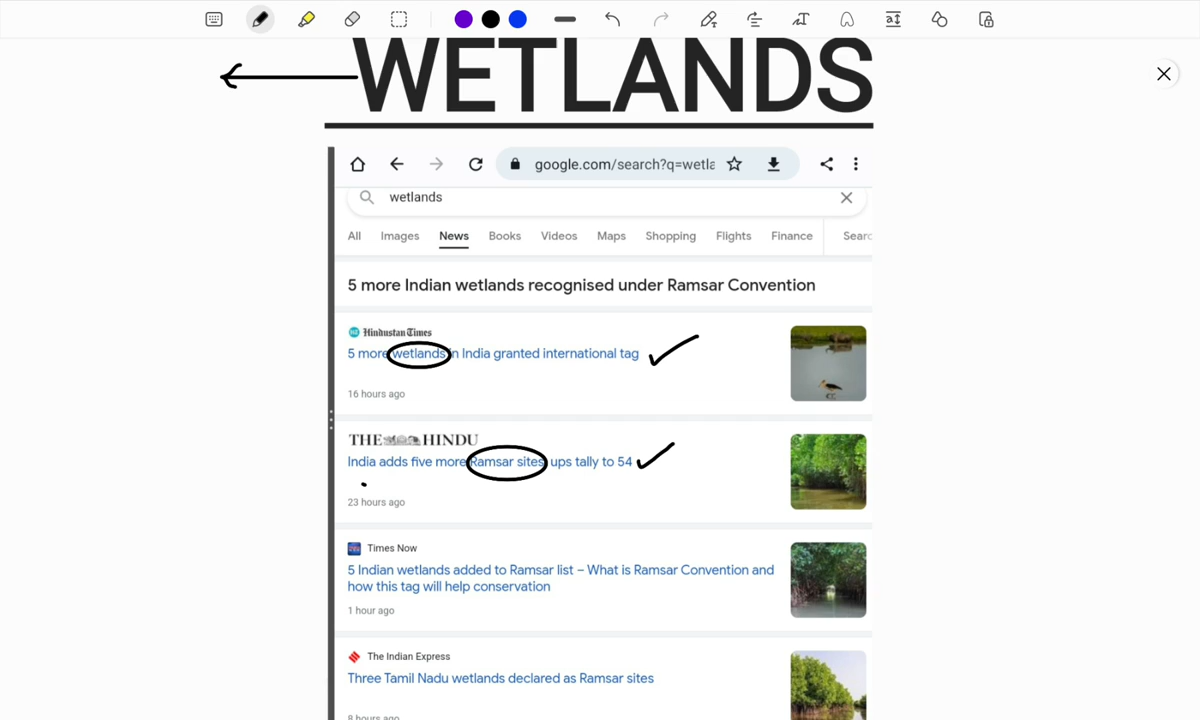 WETLANDS
google.com/search?q=wetla
wetlands
All Images News Books Videos Maps Shopping Flights Finance Searc
5 more Indian wetlands recognised under Ramsar Convention
Hindustan Times
5 more wetlands in India granted international tag
16 hours ago
THE HINDU
India adds five more Ramsar sites, ups tally to 54
23 hours ago
Times Now
5 Indian wetlands added to Ramsar list – What is Ramsar Convention and
how this tag will help conservation
1 hour ago
The Indian Express
Three Tamil Nadu wetlands declared as Ramsar sites
8 hours ago